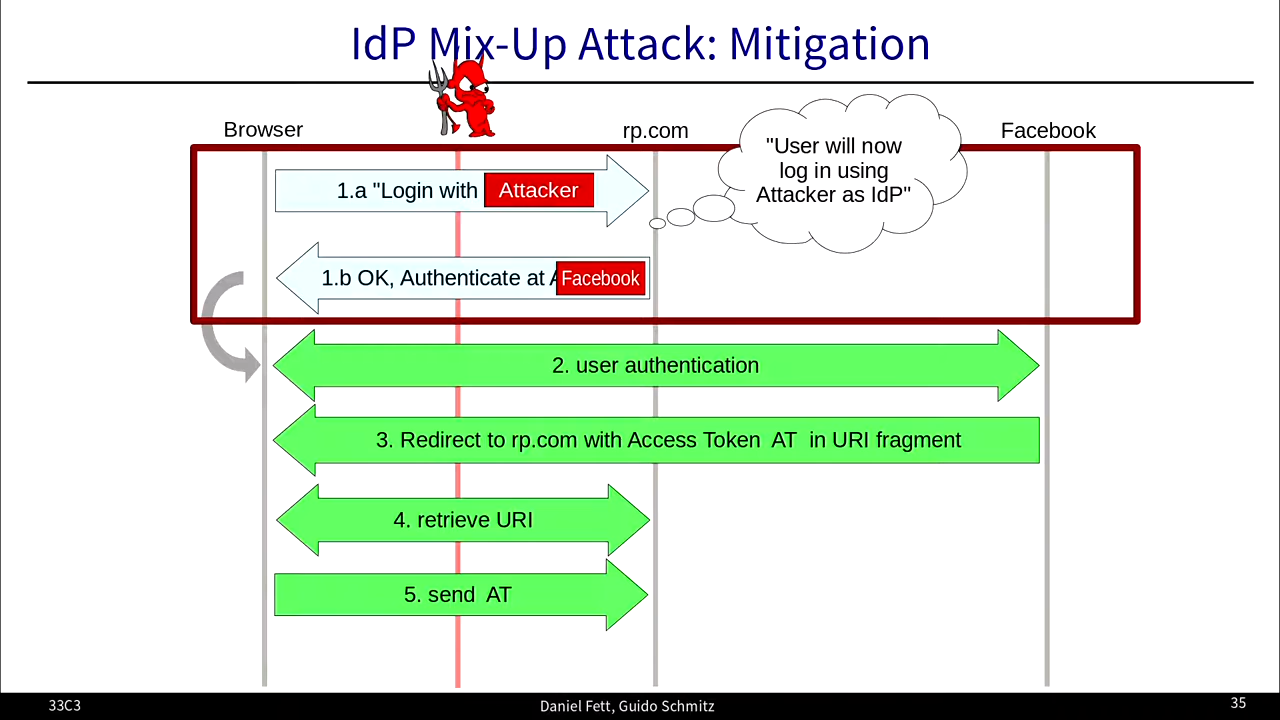 IdP Mix-Up Attack: Mitigation
Browser
rp.com
Facebook
"User will now
log in using
Attacker as IdP"
1.a "Login with Attacker
1.b OK, Authenticate at A Facebook
2. user authentication
3. Redirect to rp.com with Access Token AT in URI fragment
4. retrieve URI
5. send AT
33C3
Daniel Fett, Guido Schmitz
35